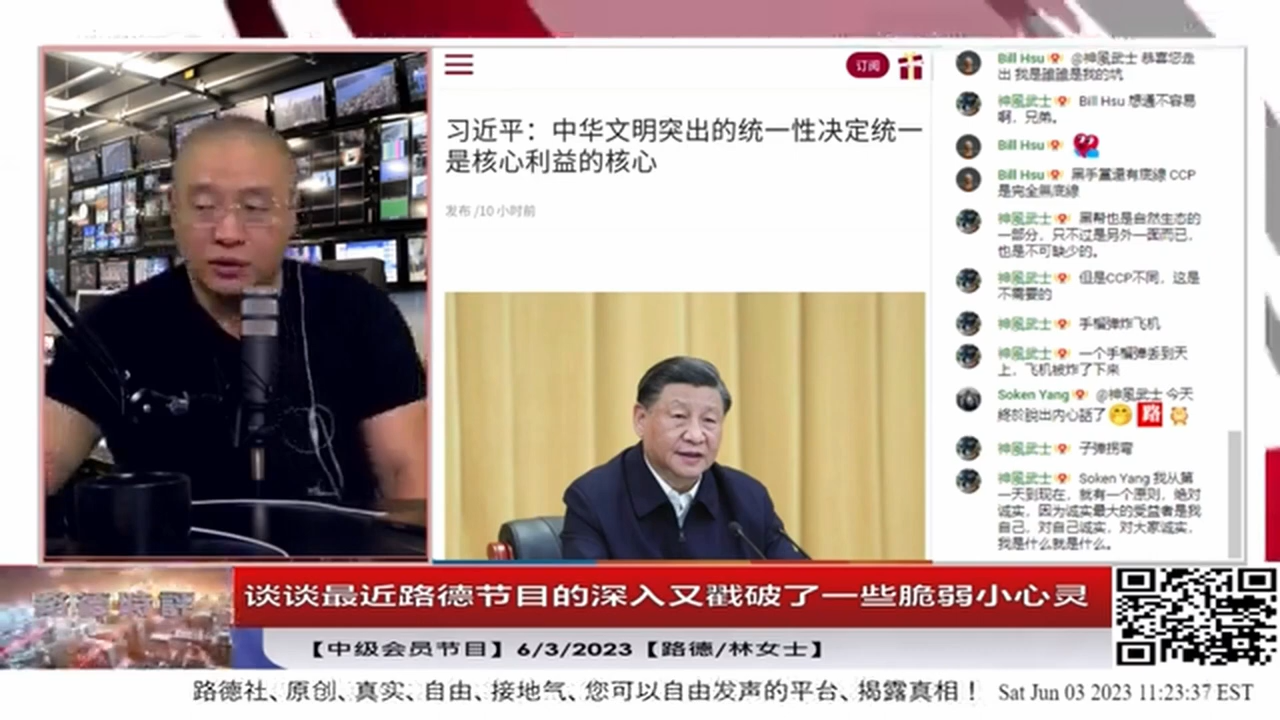 订阅
习近平：中华文明突出的统一性决定统一
是核心利益的核心
发布 /10 小时前
Bill Hsu @神風武士 恭喜您走
出 我是誰誰是我的坑
神風武士 Bill Hsu 想通不容易
啊，兄弟。
Bill Hsu
Bill Hsu 黑手黨還有底線 CCP
是完全無底線
神風武士 黑帮也是自然生态的
一部分，只不过是另外一面而已，
也是不可缺少的。
神風武士 但是CCP不同，这是
不需要的
神風武士 手榴弹炸飞机
神風武士 一个手榴弹丢到天
上，飞机被炸了下来
Soken Yang @神風武士 今天
終於說出内心話了 路
神風武士 子弹拐弯
神風武士 Soken Yang 我从第
一天到现在，就有一个原则，绝对
诚实，因为诚实最大的受益者是我
自己，对自己诚实，对大家诚实，
我是什么就是什么。
谈谈最近路德节目的深入又戳破了一些脆弱小心灵
【中级会员节目】6/3/2023【路德/林女士】
路德社、原创、真实、自由、接地气、您可以自由发声的平台、揭露真相！ Sat Jun 03 2023 11:23:37 EST